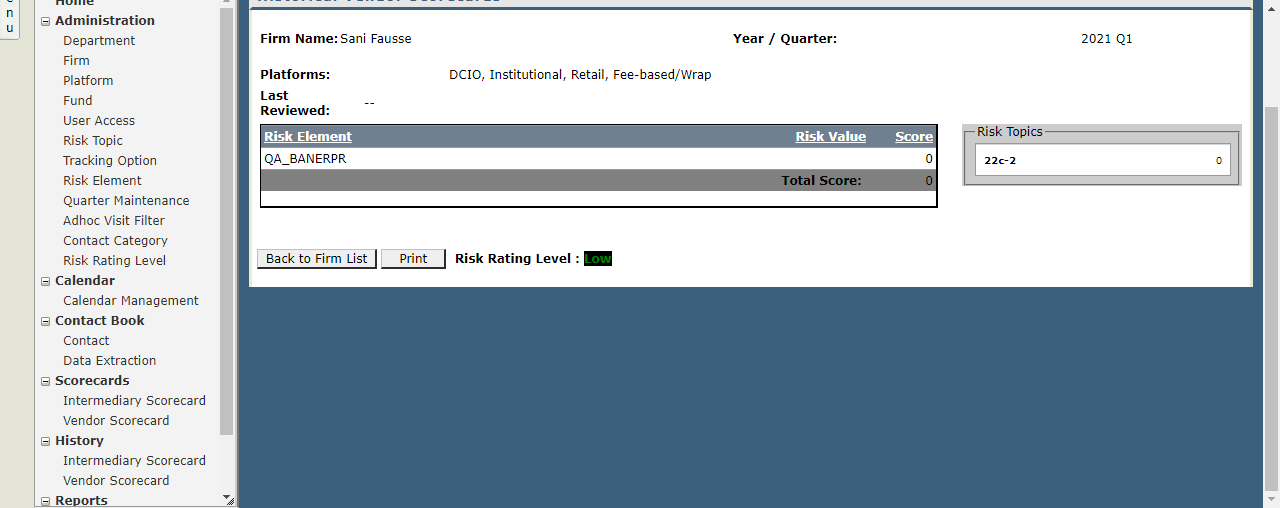 e
n
u
Home
Administration
Department
Firm
Platform
Fund
User Access
Risk Topic
Tracking Option
Risk Element
Quarter Maintenance
Adhoc Visit Filter
Contact Category
Risk Rating Level
Calendar
Calendar Management
Contact Book
Contact
Data Extraction
Scorecards
Intermediary Scorecard
Vendor Scorecard
History
Intermediary Scorecard
Vendor Scorecard
Reports
Historical Vendor Scorecards
Firm Name: Sani Fausse Year / Quarter: 2021 Q1
Platforms: DCIO, Institutional, Retail, Fee-based/Wrap
Last
Reviewed: --
Risk Element Risk Value Score
QA_BANERPR 0
Total Score: 0
Risk Topics
22c-2 0
Back to Firm List Print Risk Rating Level : Low